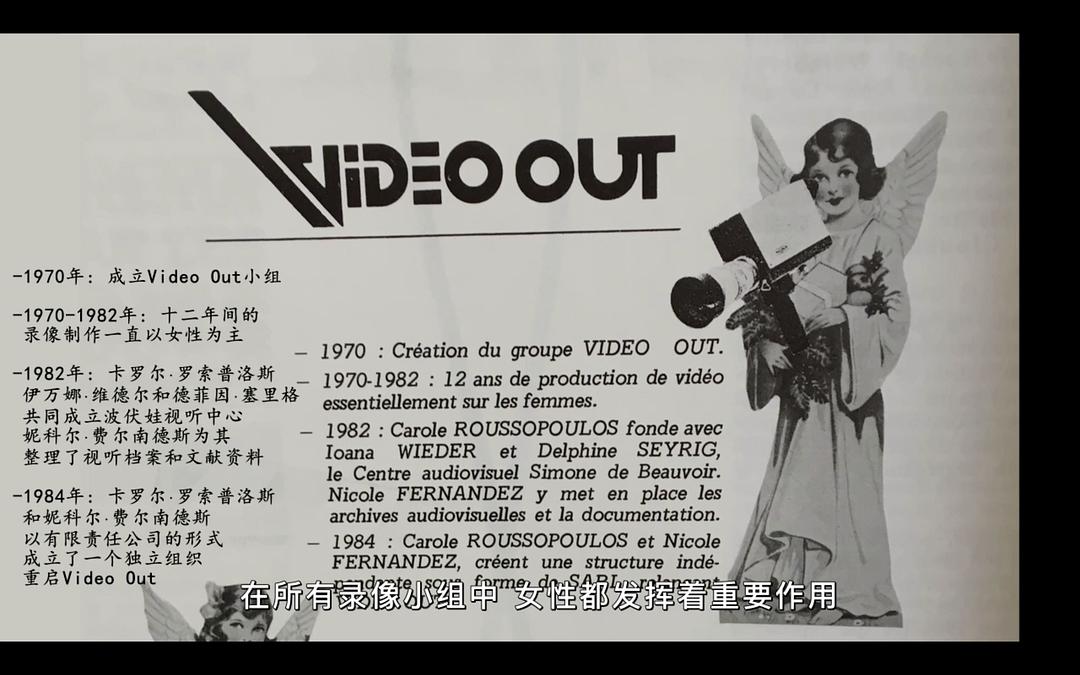 VIDEO OUT
-1970年：成立Video Out小组
-1970-1982年：十二年间的
录像制作一直以女性为主
-1982年：卡罗尔·罗索普洛斯
伊万娜·维德尔和德菲因·塞里格
共同成立波伏娃视听中心
妮科尔·费尔南德斯为其
整理了视听档案和文献资料
-1984年：卡罗尔·罗索普洛斯
和妮科尔·费尔南德斯
以有限责任公司的形式
成立了一个独立组织
重启Video Out
— 1970 : Création du groupe VIDEO OUT.
— 1970-1982 : 12 ans de production de vidéo
essentiellement sur les femmes.
— 1982 : Carole ROUSSOPOULOS fonde avec
Ioana WIEDER et Delphine SEYRIG,
le Centre audiovisuel Simone de Beauvoir.
Nicole FERNANDEZ y met en place les
archives audiovisuelles et la documentation.
— 1984 : Carole ROUSSOPOULOS et Nicole
FERNANDEZ, créent une structure indé-
pendante sous forme de SARL
在所有录像小组中 女性都发挥着重要作用